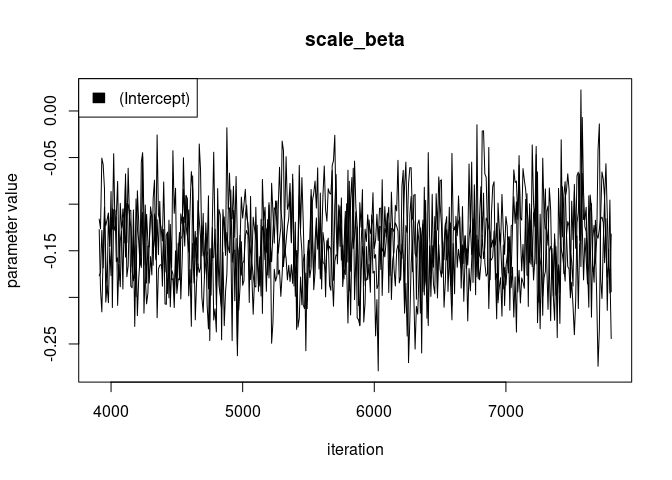 scale_beta
(Intercept)
0.00
-0.05
-0.15
-0.25
parameter value
4000 5000 6000 7000
iteration